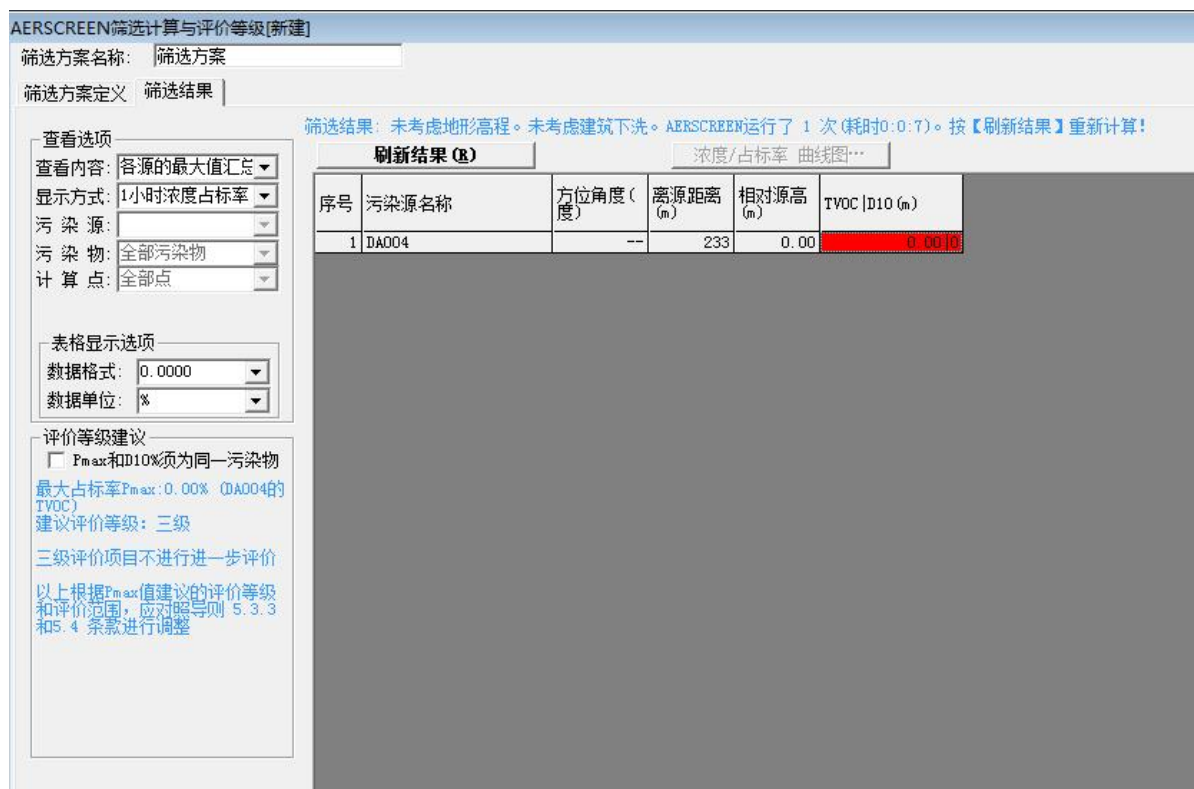 AERSCREEN筛选计算与评价等级[新建]
筛选方案名称: 筛选方案
筛选方案定义 筛选结果
筛选结果: 未考虑地形高程。未考虑建筑下洗。AERSCREEN运行了 1 次(耗时0:0:7)。按【刷新结果】重新计算!
刷新结果(R) 浓度/占标率 曲线图…
查看选项
查看内容: 各源的最大值汇总
显示方式: 1小时浓度占标率
污 染 源:
污 染 物: 全部污染物
计 算 点: 全部点
表格显示选项
数据格式: 0.0000
数据单位: %
评价等级建议
Pmax和D10%须为同一污染物
最大占标率Pmax:0.00% (DA004的
TVOC)
建议评价等级: 三级
三级评价项目不进行进一步评价
以上根据Pmax值建议的评价等级
和评价范围,应对照导则 5.3.3
和5.4 条款进行调整
序号 污染源名称 方位角度(度) 离源距离(m) 相对源高(m) TVOC|D10(m)
1 DA004 -- 233 0.00 0.00|0